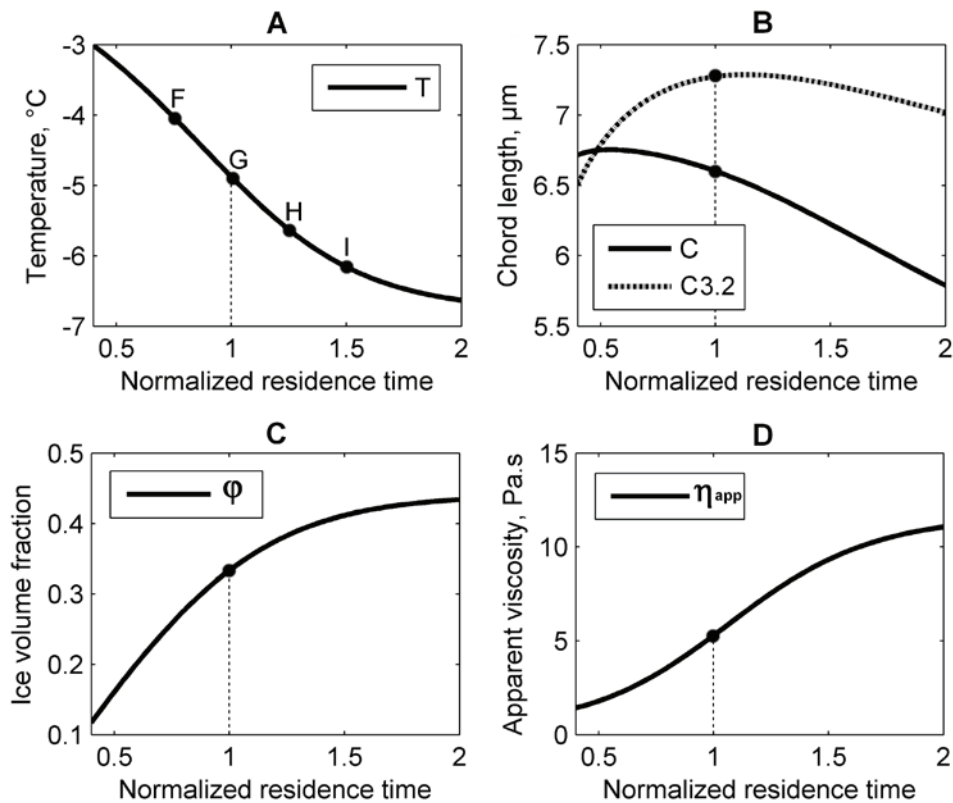 A
Temperature, °C
-3
-4
-5
-6
-7
F
G
H
I
T
0.5 1 1.5 2
Normalized residence time
B
Chord length, µm
7.5
7
6.5
6
5.5
C
C3.2
0.5 1 1.5 2
Normalized residence time
C
Ice volume fraction
0.5
0.4
0.3
0.2
0.1
φ
0.5 1 1.5 2
Normalized residence time
D
Apparent viscosity, Pa.s
15
10
5
0
ηapp
0.5 1 1.5 2
Normalized residence time